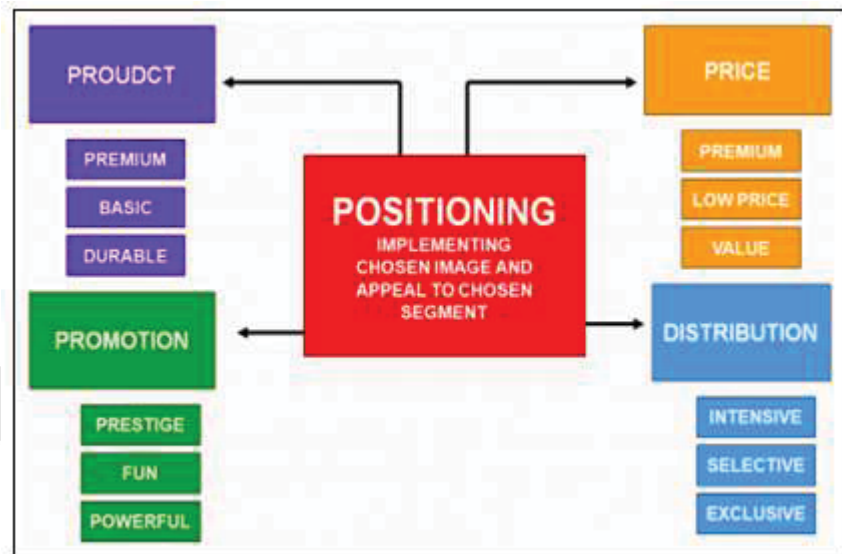 PROUDCT
PREMIUM
BASIC
DURABLE
PROMOTION
PRESTIGE
FUN
POWERFUL
POSITIONING
IMPLEMENTING
CHOSEN IMAGE AND
APPEAL TO CHOSEN
SEGMENT
PRICE
PREMIUM
LOW PRICE
VALUE
DISTRIBUTION
INTENSIVE
SELECTIVE
EXCLUSIVE